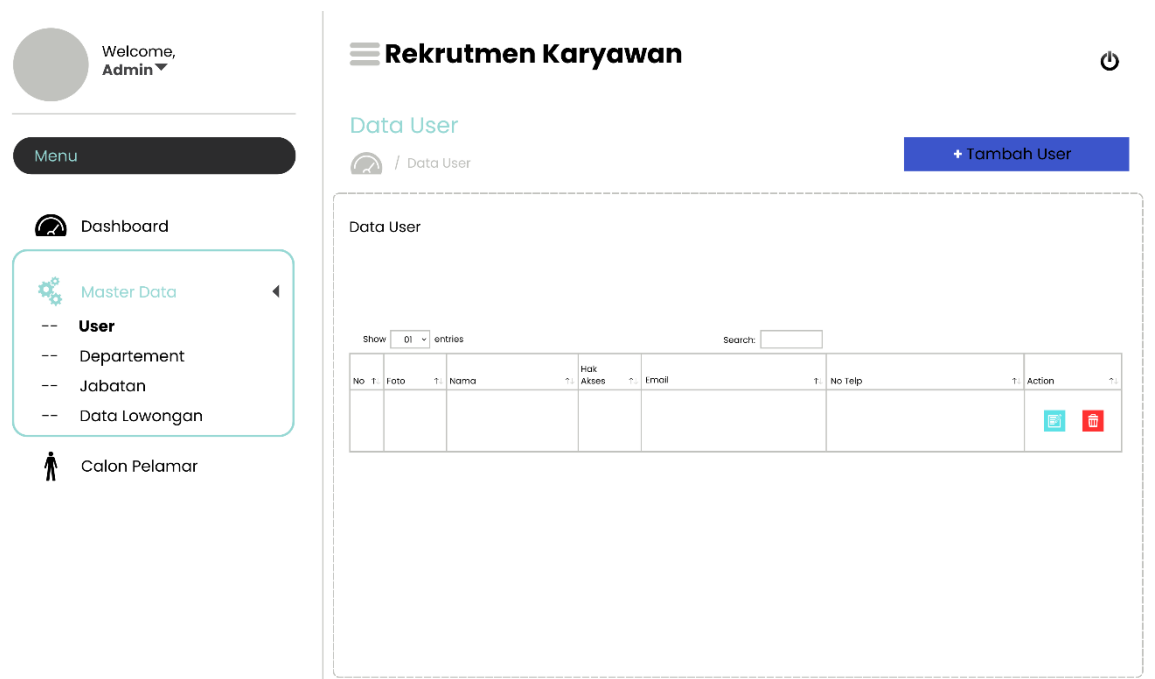 Welcome,
Admin
Menu
Dashboard
Master Data
-- User
-- Departement
-- Jabatan
-- Data Lowongan
Calon Pelamar
Rekrutmen Karyawan
Data User
/ Data User
+ Tambah User
Data User
Show 01 entries
Search:
No ↑↓ Foto ↑↓ Nama ↑↓ Hak Akses ↑↓ Email ↑↓ No Telp ↑↓ Action ↑↓